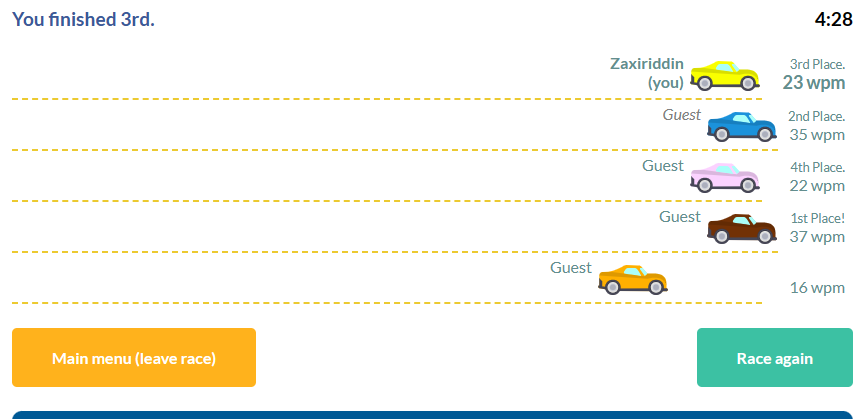 You finished 3rd.
4:28
Zaxiriddin
(you)
3rd Place.
23 wpm
Guest
2nd Place.
35 wpm
Guest
4th Place.
22 wpm
Guest
1st Place!
37 wpm
Guest
16 wpm
Main menu (leave race)
Race again